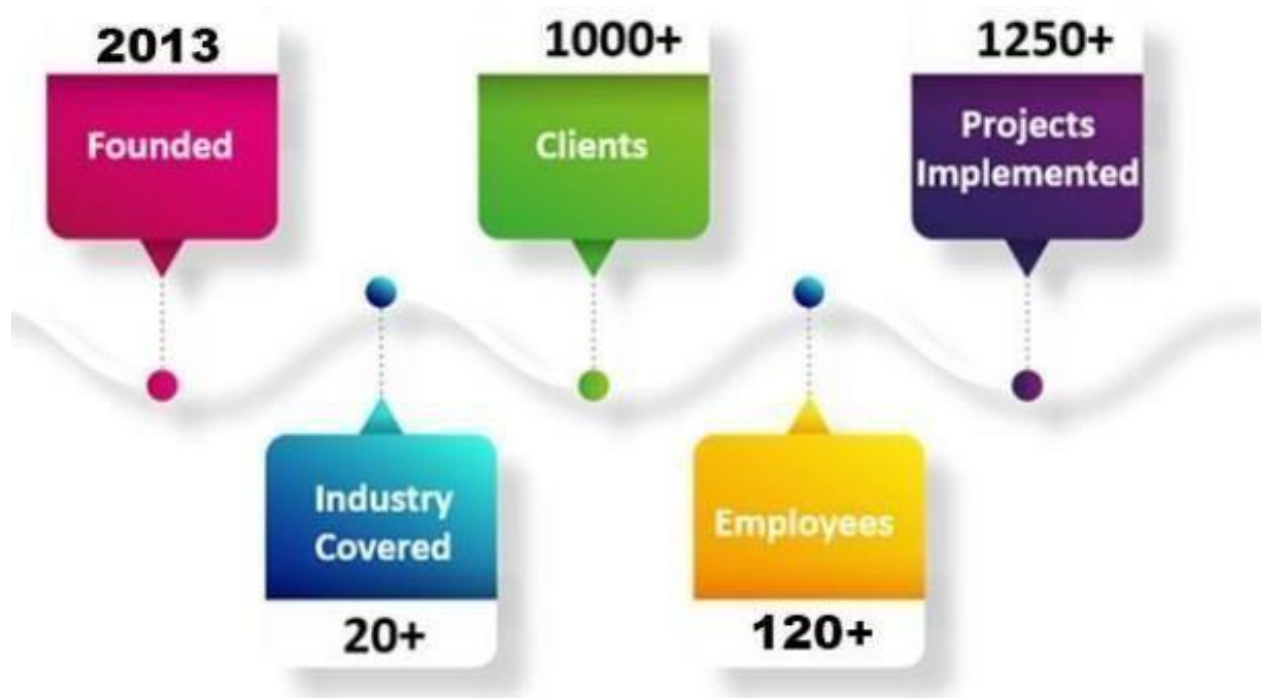 2013
Founded
Industry
Covered
20+
1000+
Clients
Employees
120+
1250+
Projects
Implemented